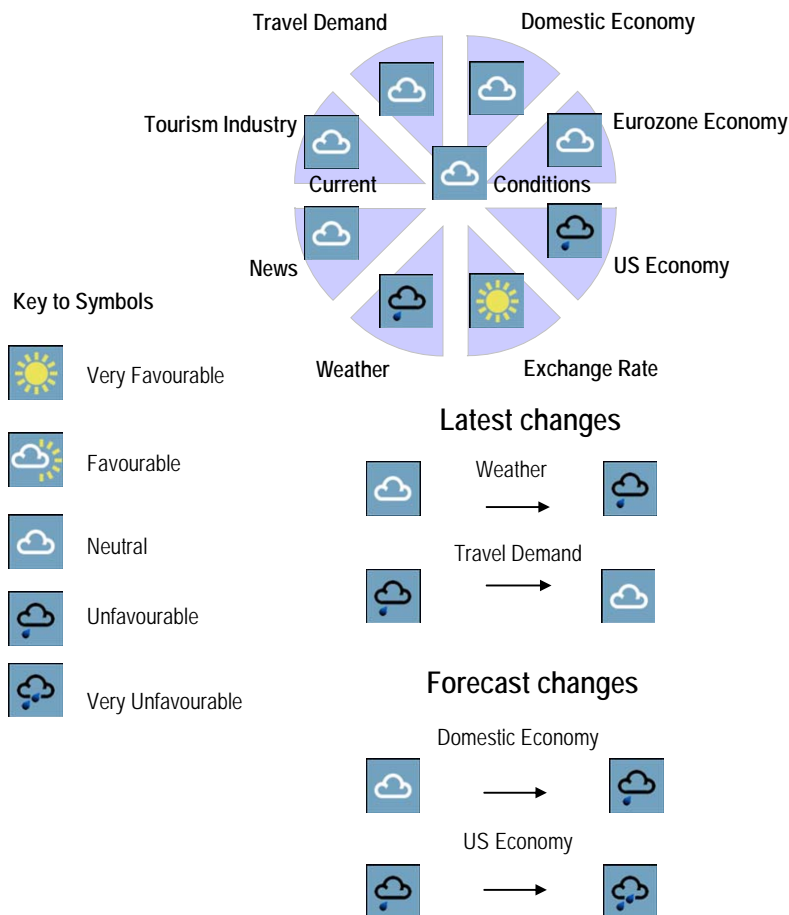 Travel Demand
Domestic Economy
Tourism Industry
Eurozone Economy
Current
Conditions
News
US Economy
Weather
Exchange Rate
Key to Symbols
Very Favourable
Favourable
Neutral
Unfavourable
Very Unfavourable
Latest changes
Weather
Travel Demand
Forecast changes
Domestic Economy
US Economy